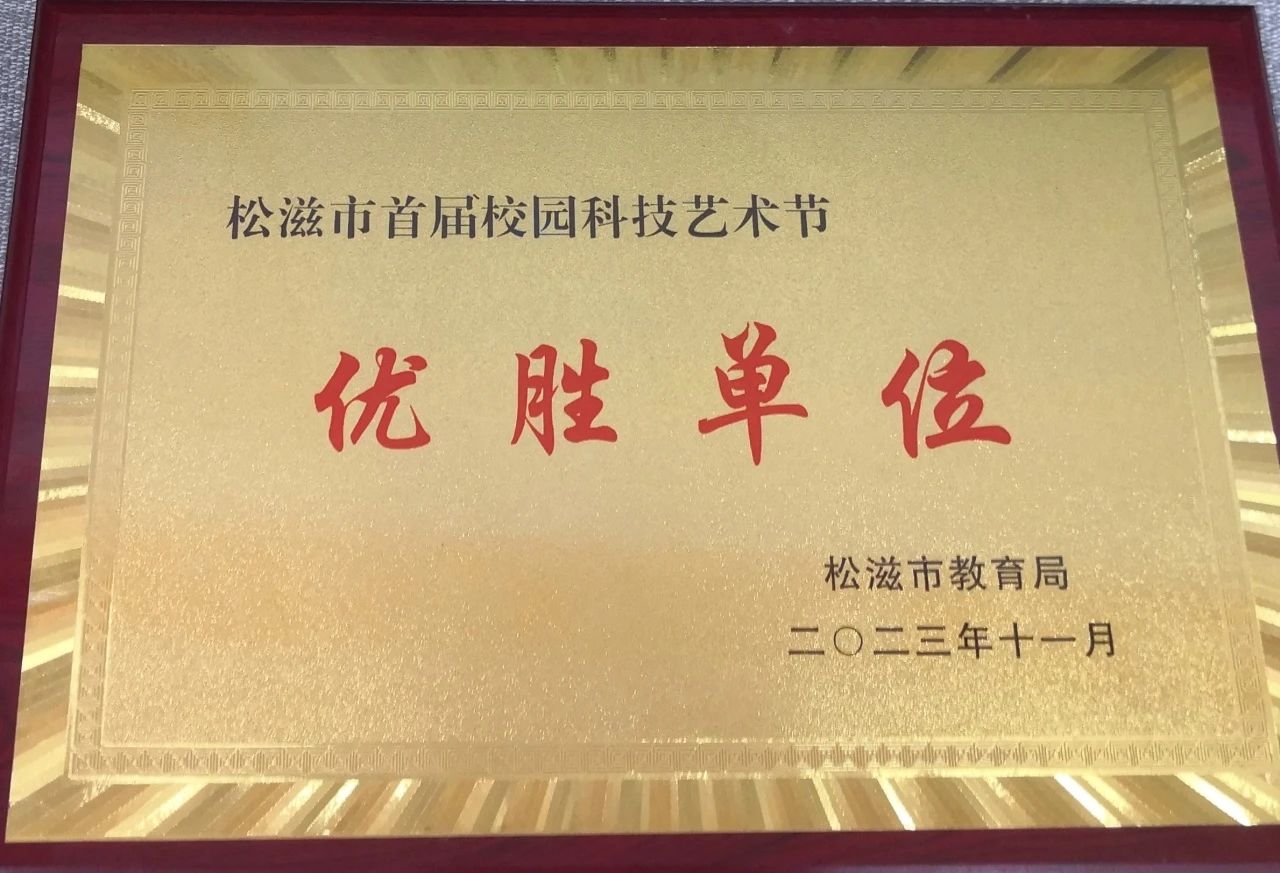 松滋市首届校园科技艺术节
优胜单位
松滋市教育局
二〇二三年十一月